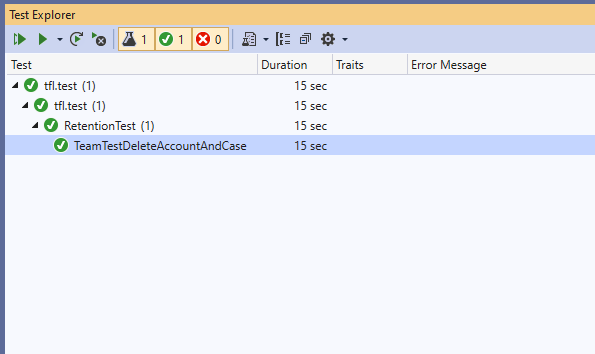 Test Explorer
1 1 0
Test Duration Traits Error Message
tfl.test (1) 15 sec
tfl.test (1) 15 sec
RetentionTest (1) 15 sec
TeamTestDeleteAccountAndCase 15 sec